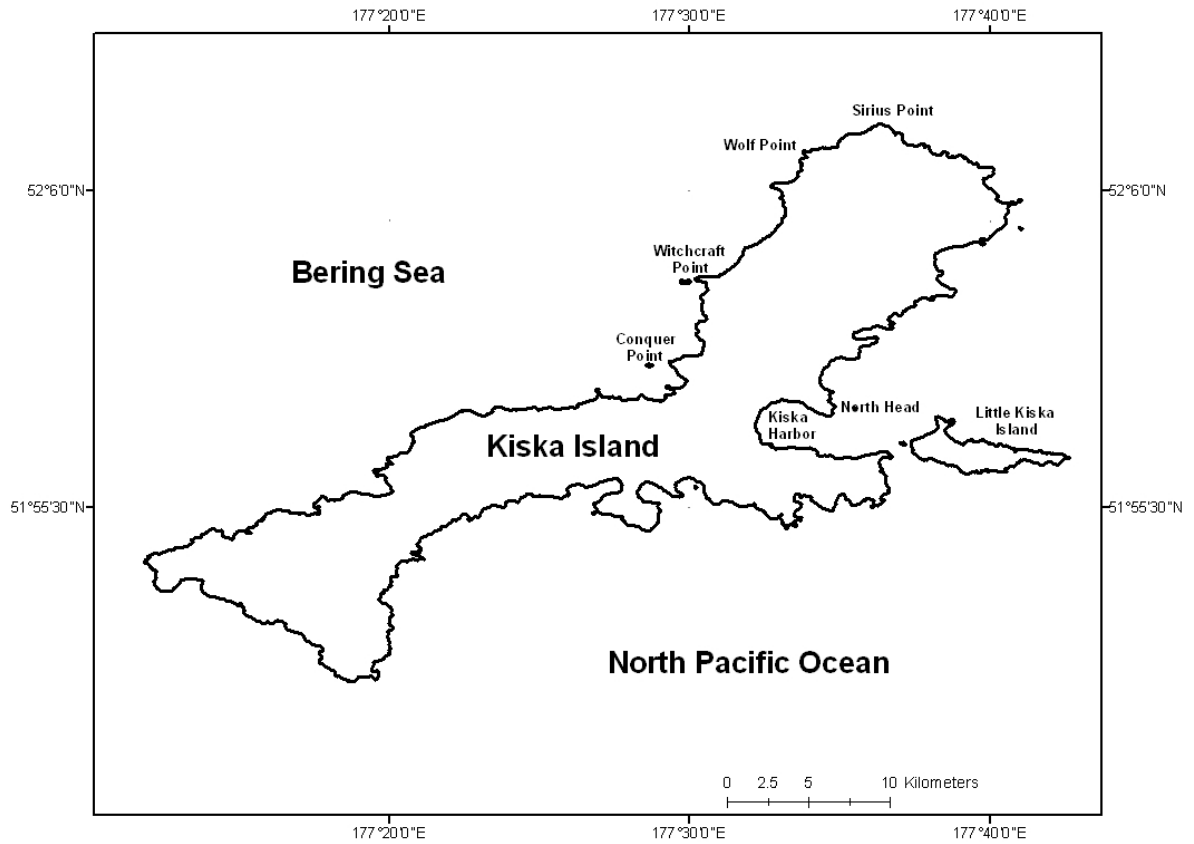 177°20'0"E
177°30'0"E
177°40'0"E
Sirius Point
Wolf Point
52°6'0"N
52°6'0"N
Witchcraft
Point
Bering Sea
Conquer
Point
North Head
Little Kiska
Island
Kiska
Harbor
Kiska Island
51°55'30"N
51°55'30"N
North Pacific Ocean
0 2.5 5 10 Kilometers
177°20'0"E
177°30'0"E
177°40'0"E